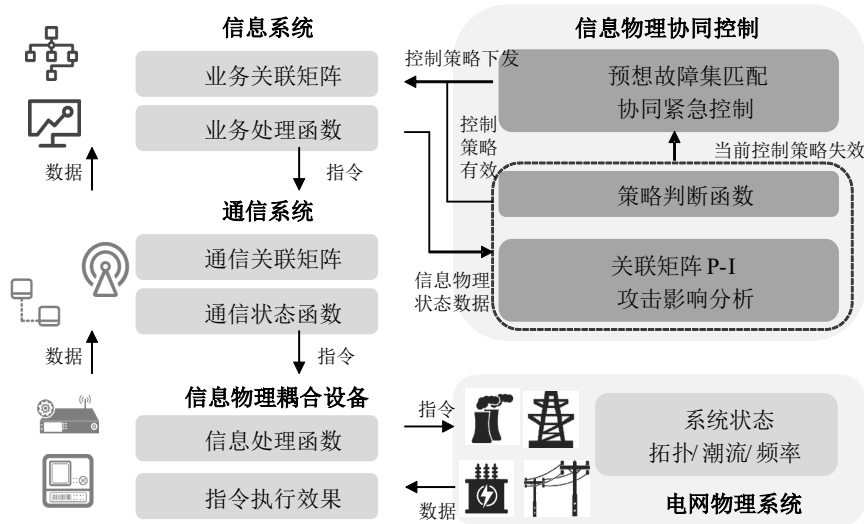 信息系统
业务关联矩阵
业务处理函数
数据
指令
通信系统
通信关联矩阵
通信状态函数
数据
指令
信息物理耦合设备
信息处理函数
指令执行效果
信息物理协同控制
控制策略下发
预想故障集匹配
协同紧急控制
控制
策略
有效
当前控制策略失效
策略判断函数
信息物理
状态数据
关联矩阵 P-I
攻击影响分析
指令
数据
系统状态
拓扑/潮流/频率
电网物理系统